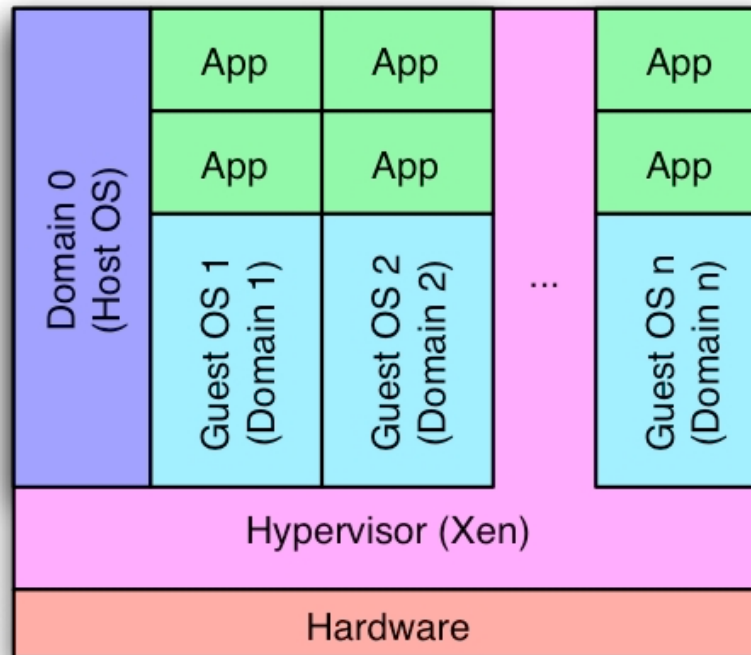 App
App
App
App
App
App
Domain 0
(Host OS)
Guest OS 1
(Domain 1)
Guest OS 2
(Domain 2)
...
Guest OS n
(Domain n)
Hypervisor (Xen)
Hardware